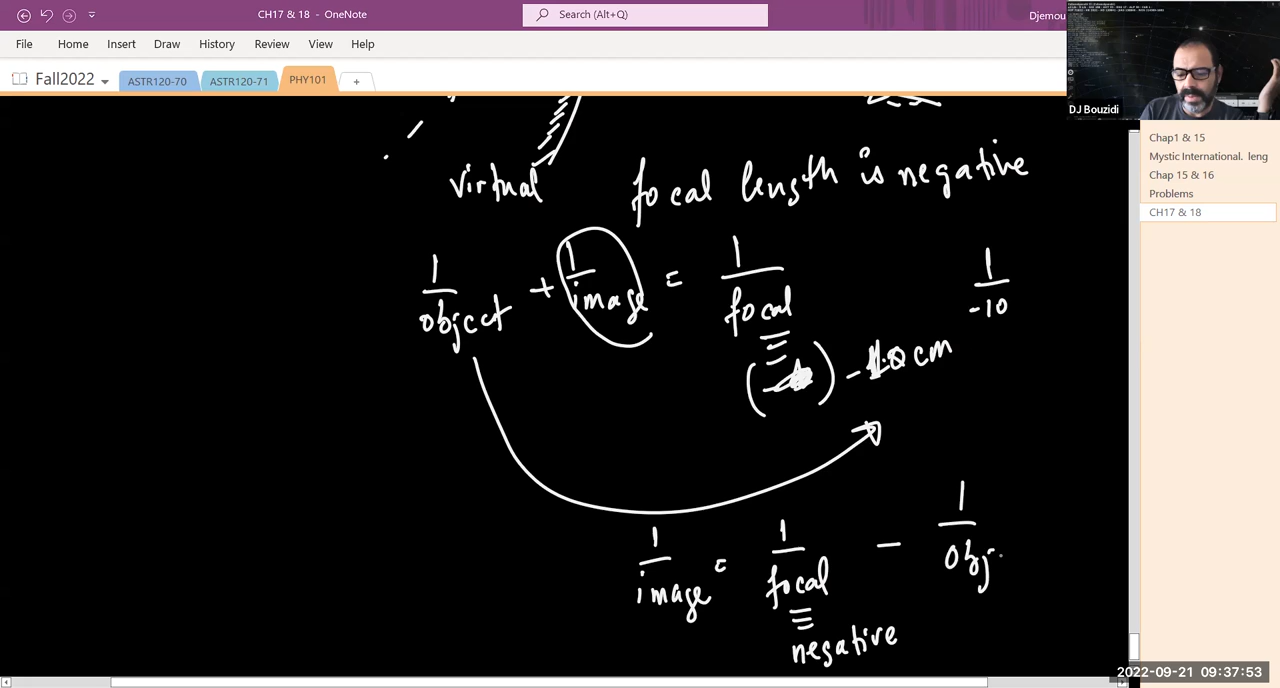 CH17 & 18 - OneNote
Search (Alt+Q)
Djemou
File Home Insert Draw History Review View Help
Fall2022 ASTR120-70 ASTR120-71 PHY101 +
DJ Bouzidi
Chap1 & 15
Mystic International. leng
Chap 15 & 16
Problems
CH17 & 18
virtual focal length is negative
1/object + 1/image = 1/focal
1/-10
( ) - 10 cm
1/image = 1/focal - 1/obj
negative
2022-09-21 09:37:53